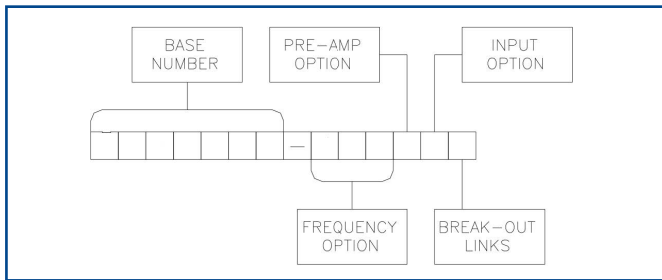 BASE
NUMBER
PRE-AMP
OPTION
INPUT
OPTION
—
FREQUENCY
OPTION
BREAK-OUT
LINKS